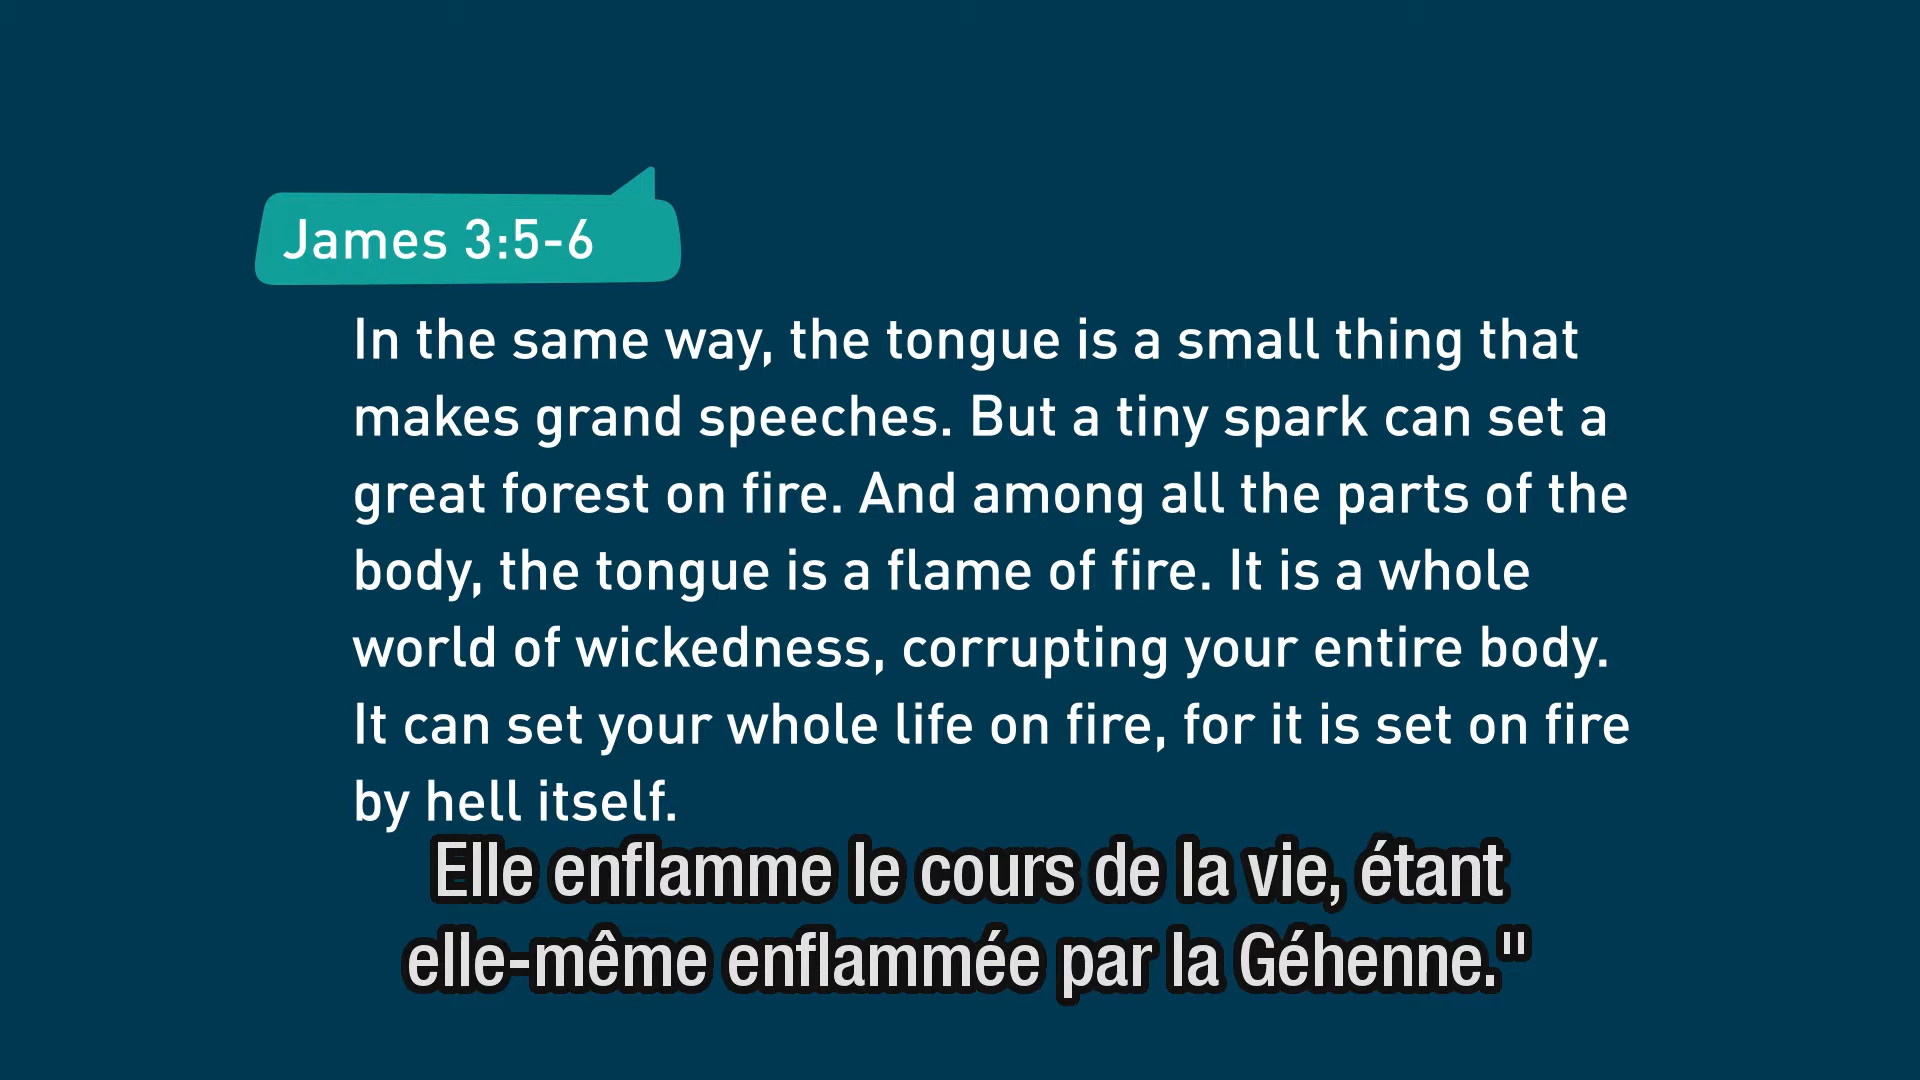 James 3:5-6
In the same way, the tongue is a small thing that
makes grand speeches. But a tiny spark can set a
great forest on fire. And among all the parts of the
body, the tongue is a flame of fire. It is a whole
world of wickedness, corrupting your entire body.
It can set your whole life on fire, for it is set on fire
by hell itself.
Elle enflamme le cours de la vie, étant
elle-même enflammée par la Géhenne."